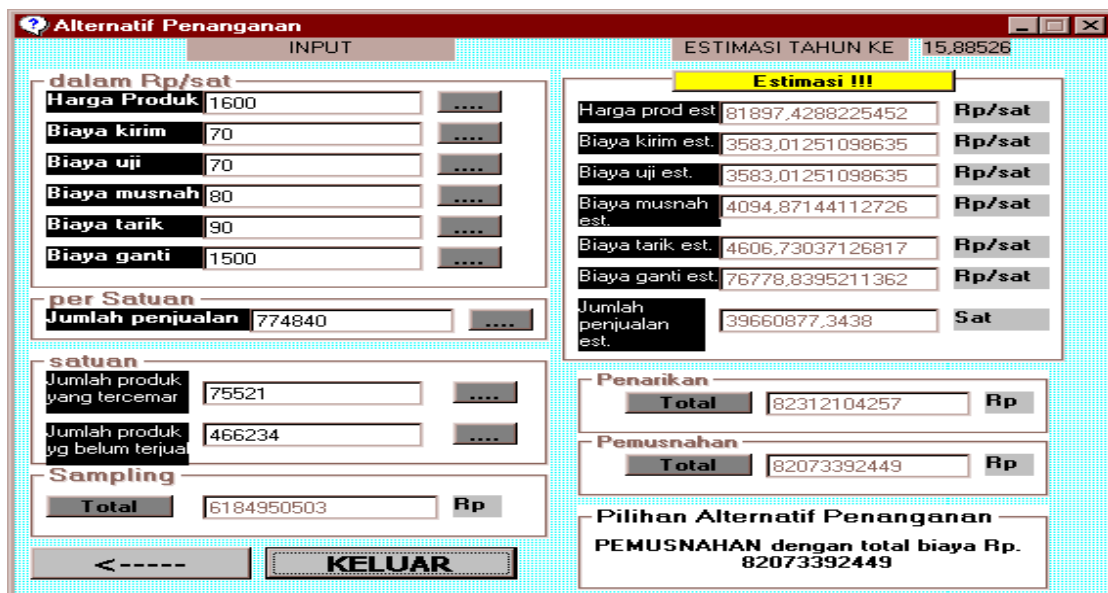 Alternatif Penanganan
INPUT
ESTIMASI TAHUN KE 15,88526
dalam Rp/sat
Harga Produk 1600 ....
Biaya kirim 70
Biaya uji 70
Biaya musnah 80 ....
Biaya tarik 90 ....
Biaya ganti 1500 ....
per Satuan
Jumlah penjualan 774840 ....
satuan
Jumlah produk
yang tercemar 75521 ....
Jumlah produk
yg belum terjual 466234 ....
Sampling
Total 6184950503 Rp
<-----
KELUAR
Estimasi !!!
Harga prod est 81897,4288225452 Rp/sat
Biaya kirim est. 3583,01251098635 Rp/sat
Biaya uji est. 3583,01251098635 Rp/sat
Biaya musnah
est. 4094,87144112726 Rp/sat
Biaya tarik est. 4606,73037126817 Rp/sat
Biaya ganti est. 76778,8395211362 Rp/sat
Jumlah
penjualan
est. 39660877,3438 Sat
Penarikan
Total 82312104257 Rp
Pemusnahan
Total 82073392449 Rp
Pilihan Alternatif Penanganan
PEMUSNAHAN dengan total biaya Rp.
82073392449